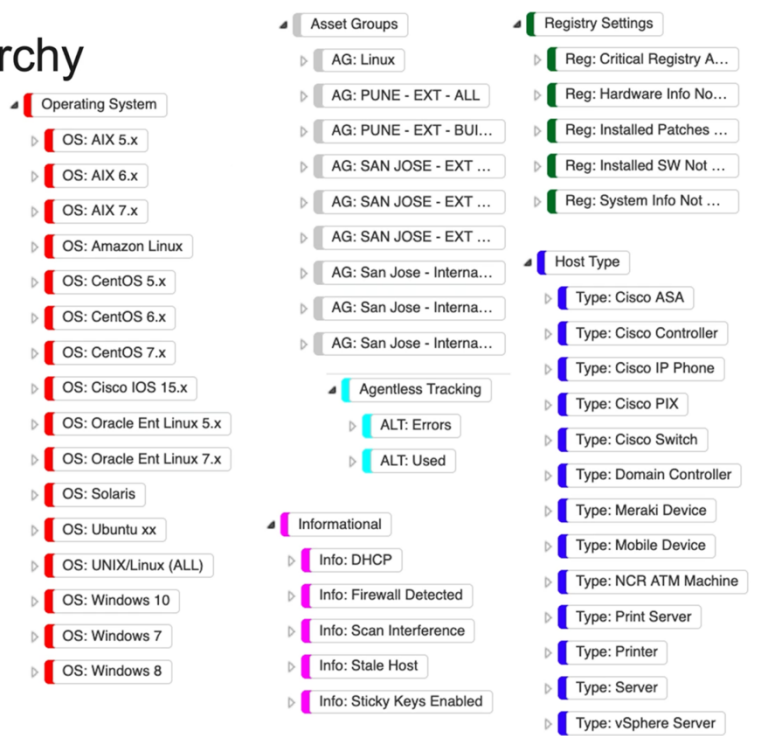 rchy
Operating System
OS: AIX 5.x
OS: AIX 6.x
OS: AIX 7.x
OS: Amazon Linux
OS: CentOS 5.x
OS: CentOS 6.x
OS: CentOS 7.x
OS: Cisco IOS 15.x
OS: Oracle Ent Linux 5.x
OS: Oracle Ent Linux 7.x
OS: Solaris
OS: Ubuntu xx
OS: UNIX/Linux (ALL)
OS: Windows 10
OS: Windows 7
OS: Windows 8
Asset Groups
AG: Linux
AG: PUNE - EXT - ALL
AG: PUNE - EXT - BUI...
AG: SAN JOSE - EXT ...
AG: SAN JOSE - EXT ...
AG: SAN JOSE - EXT ...
AG: San Jose - Interna...
AG: San Jose - Interna...
AG: San Jose - Interna...
Agentless Tracking
ALT: Errors
ALT: Used
Informational
Info: DHCP
Info: Firewall Detected
Info: Scan Interference
Info: Stale Host
Info: Sticky Keys Enabled
Registry Settings
Reg: Critical Registry A...
Reg: Hardware Info No...
Reg: Installed Patches ...
Reg: Installed SW Not ...
Reg: System Info Not ...
Host Type
Type: Cisco ASA
Type: Cisco Controller
Type: Cisco IP Phone
Type: Cisco PIX
Type: Cisco Switch
Type: Domain Controller
Type: Meraki Device
Type: Mobile Device
Type: NCR ATM Machine
Type: Print Server
Type: Printer
Type: Server
Type: vSphere Server